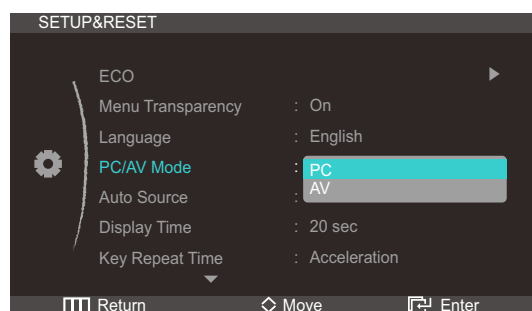 SETUP&RESET
ECO
Menu Transparency : On
Language : English
PC/AV Mode : PC
AV
Auto Source :
Display Time : 20 sec
Key Repeat Time : Acceleration
Return Move Enter